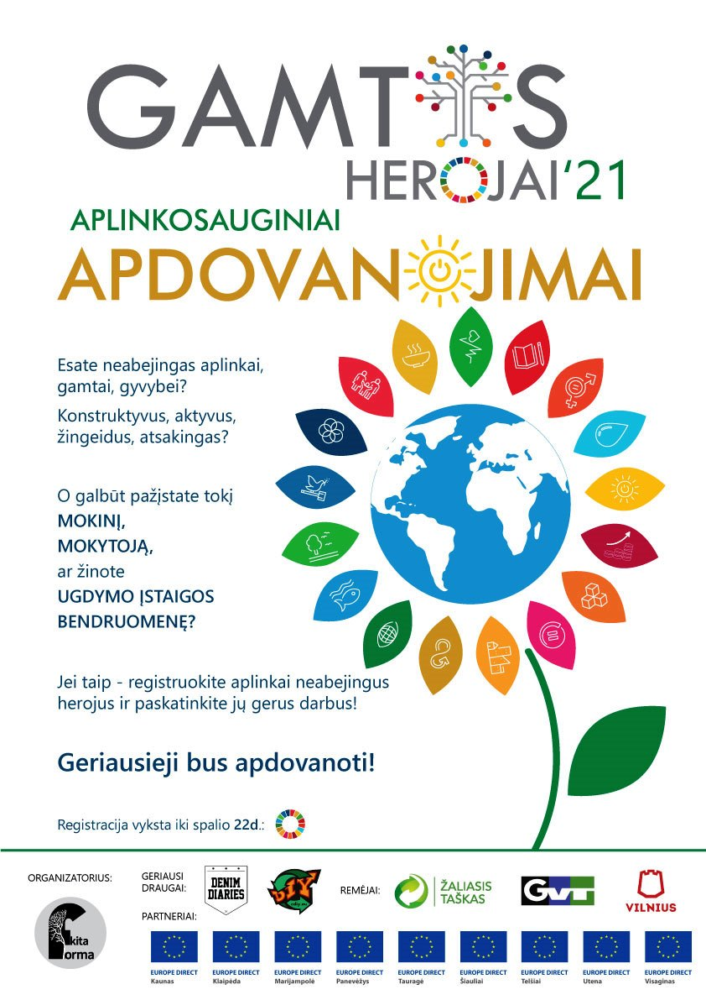 GAMTOS
HEROJAI‘21
APLINKOSAUGINIAI
APDOVANOJIMAI
Esate neabejingas aplinkai,
gamtai, gyvybei?
Konstruktyvus, aktyvus,
žingeidus, atsakingas?
O galbūt pažįstate tokį
MOKINĮ,
MOKYTOJĄ,
ar žinote
UGDYMO ĮSTAIGOS
BENDRUOMENĘ?
Jei taip - registruokite aplinkai neabejingus
herojus ir paskatinkite jų gerus darbus!
Geriausieji bus apdovanoti!
Registracija vyksta iki spalio 22d.:
ORGANIZATORIUS:
kita
forma
GERIAUSI
DRAUGAI:
DENIM
DIARIES
DIY
RĖMĖJAI:
ŽALIASIS
TAŠKAS
GVT
VILNIUS
PARTNERIAI:
EUROPE DIRECT
Kaunas
EUROPE DIRECT
Klaipėda
EUROPE DIRECT
Marijampolė
EUROPE DIRECT
Panevėžys
EUROPE DIRECT
Tauragė
EUROPE DIRECT
Šiauliai
EUROPE DIRECT
Telšiai
EUROPE DIRECT
Utena
EUROPE DIRECT
Visaginas